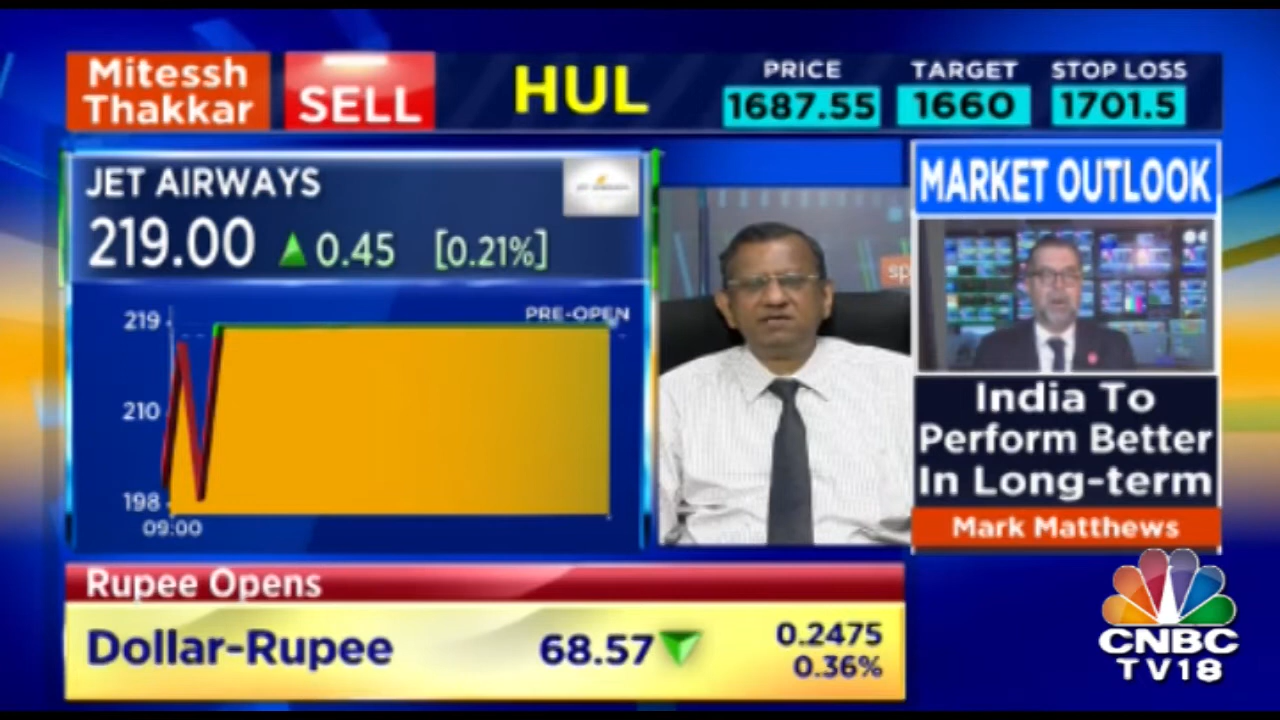 Mitessh
Thakkar
SELL
HUL
PRICE
1687.55
TARGET
1660
STOP LOSS
1701.5
JET AIRWAYS
219.00 ▲ 0.45 [0.21%]
PRE-OPEN
219
210
198
09:00
sp
MARKET OUTLOOK
India To
Perform Better
In Long-term
Mark Matthews
Rupee Opens
Dollar-Rupee 68.57 ▼ 0.2475
0.36%
CNBC
TV18